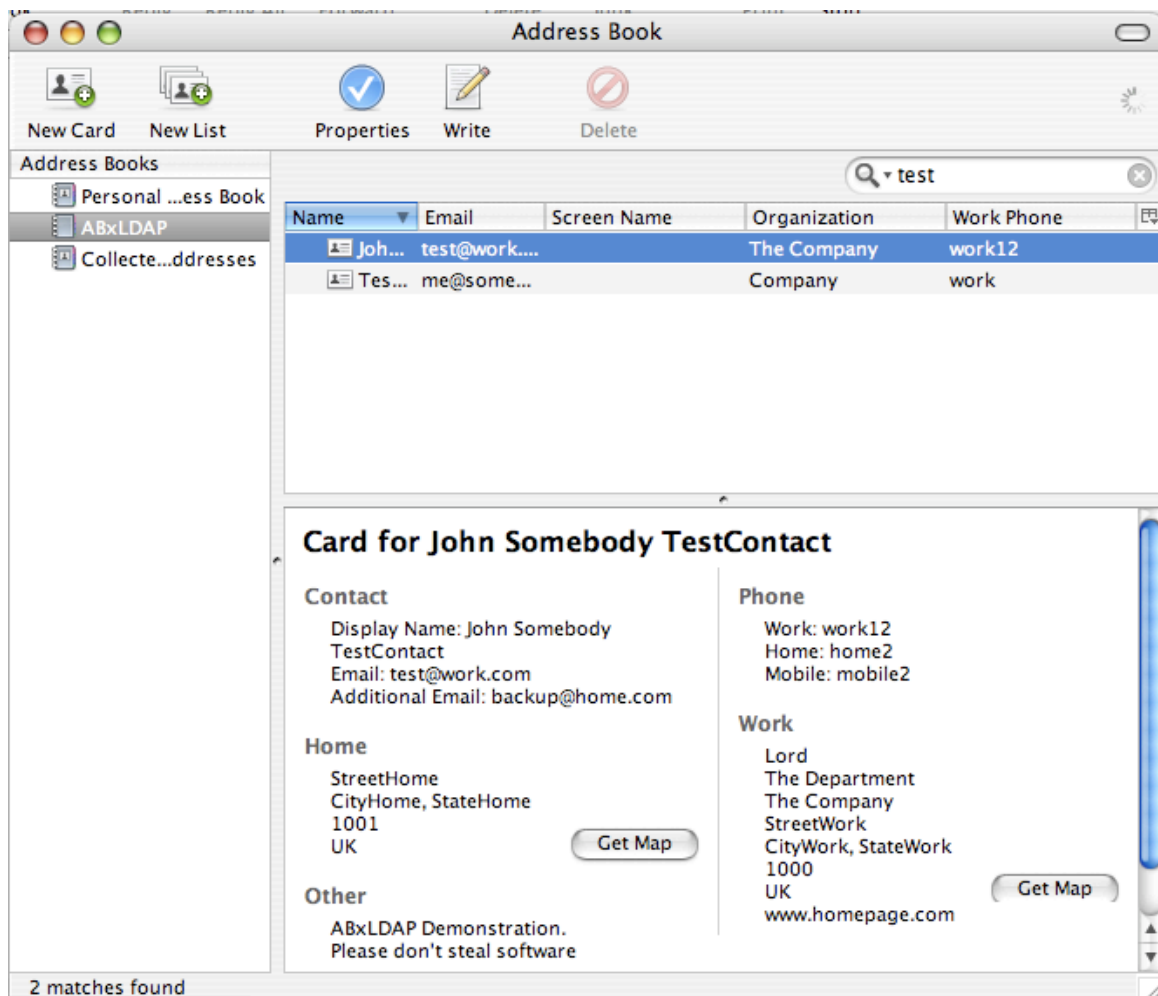 Address Book
New Card New List Properties Write Delete
Address Books
Personal ...ess Book
ABxLDAP
Collecte...ddresses
test
Name Email Screen Name Organization Work Phone
Joh... test@work.... The Company work12
Tes... me@some... Company work
Card for John Somebody TestContact
Contact
Display Name: John Somebody
TestContact
Email: test@work.com
Additional Email: backup@home.com
Home
StreetHome
CityHome, StateHome
1001
UK
Get Map
Other
ABxLDAP Demonstration.
Please don't steal software
Phone
Work: work12
Home: home2
Mobile: mobile2
Work
Lord
The Department
The Company
StreetWork
CityWork, StateWork
1000
UK
Get Map
www.homepage.com
2 matches found